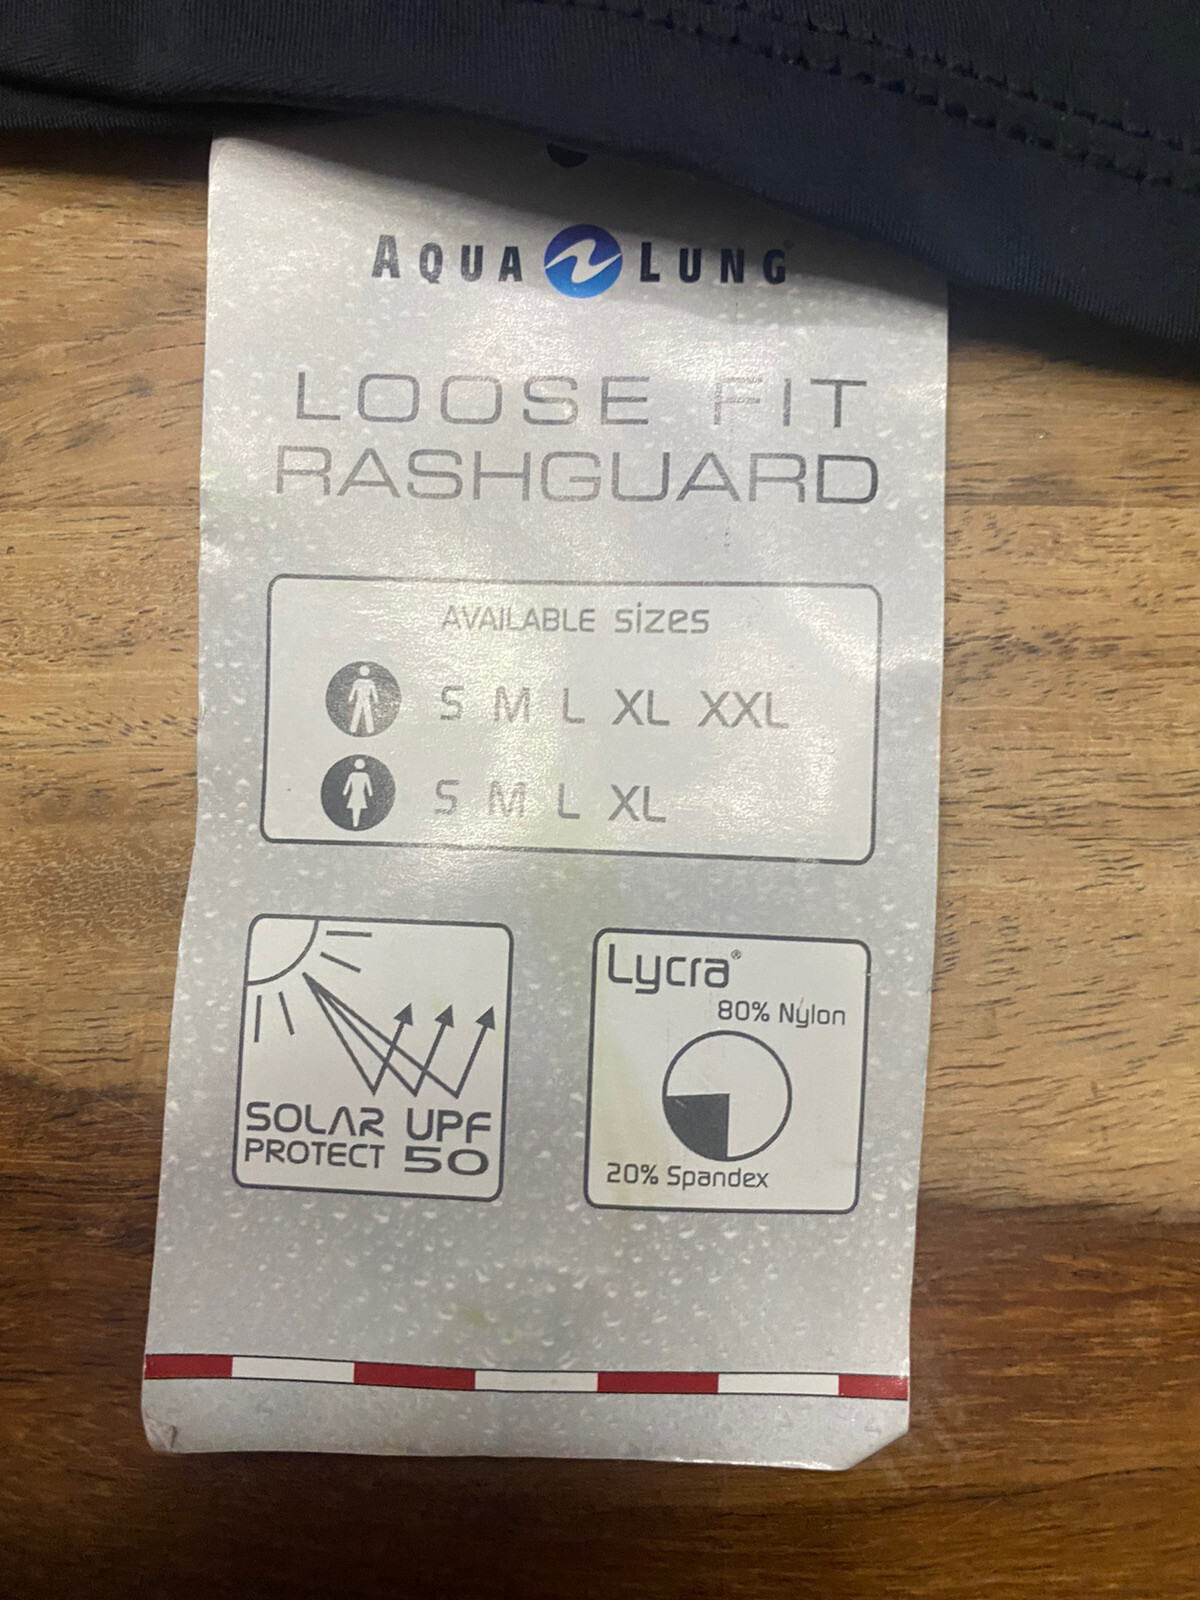 AQUA LUNG
LOOSE FIT
RASHGUARD
AVAILABLE sizes
S M L XL XXL
S M L XL
SOLAR UPF
PROTECT 50
Lycra®
80% Nylon
20% Spandex